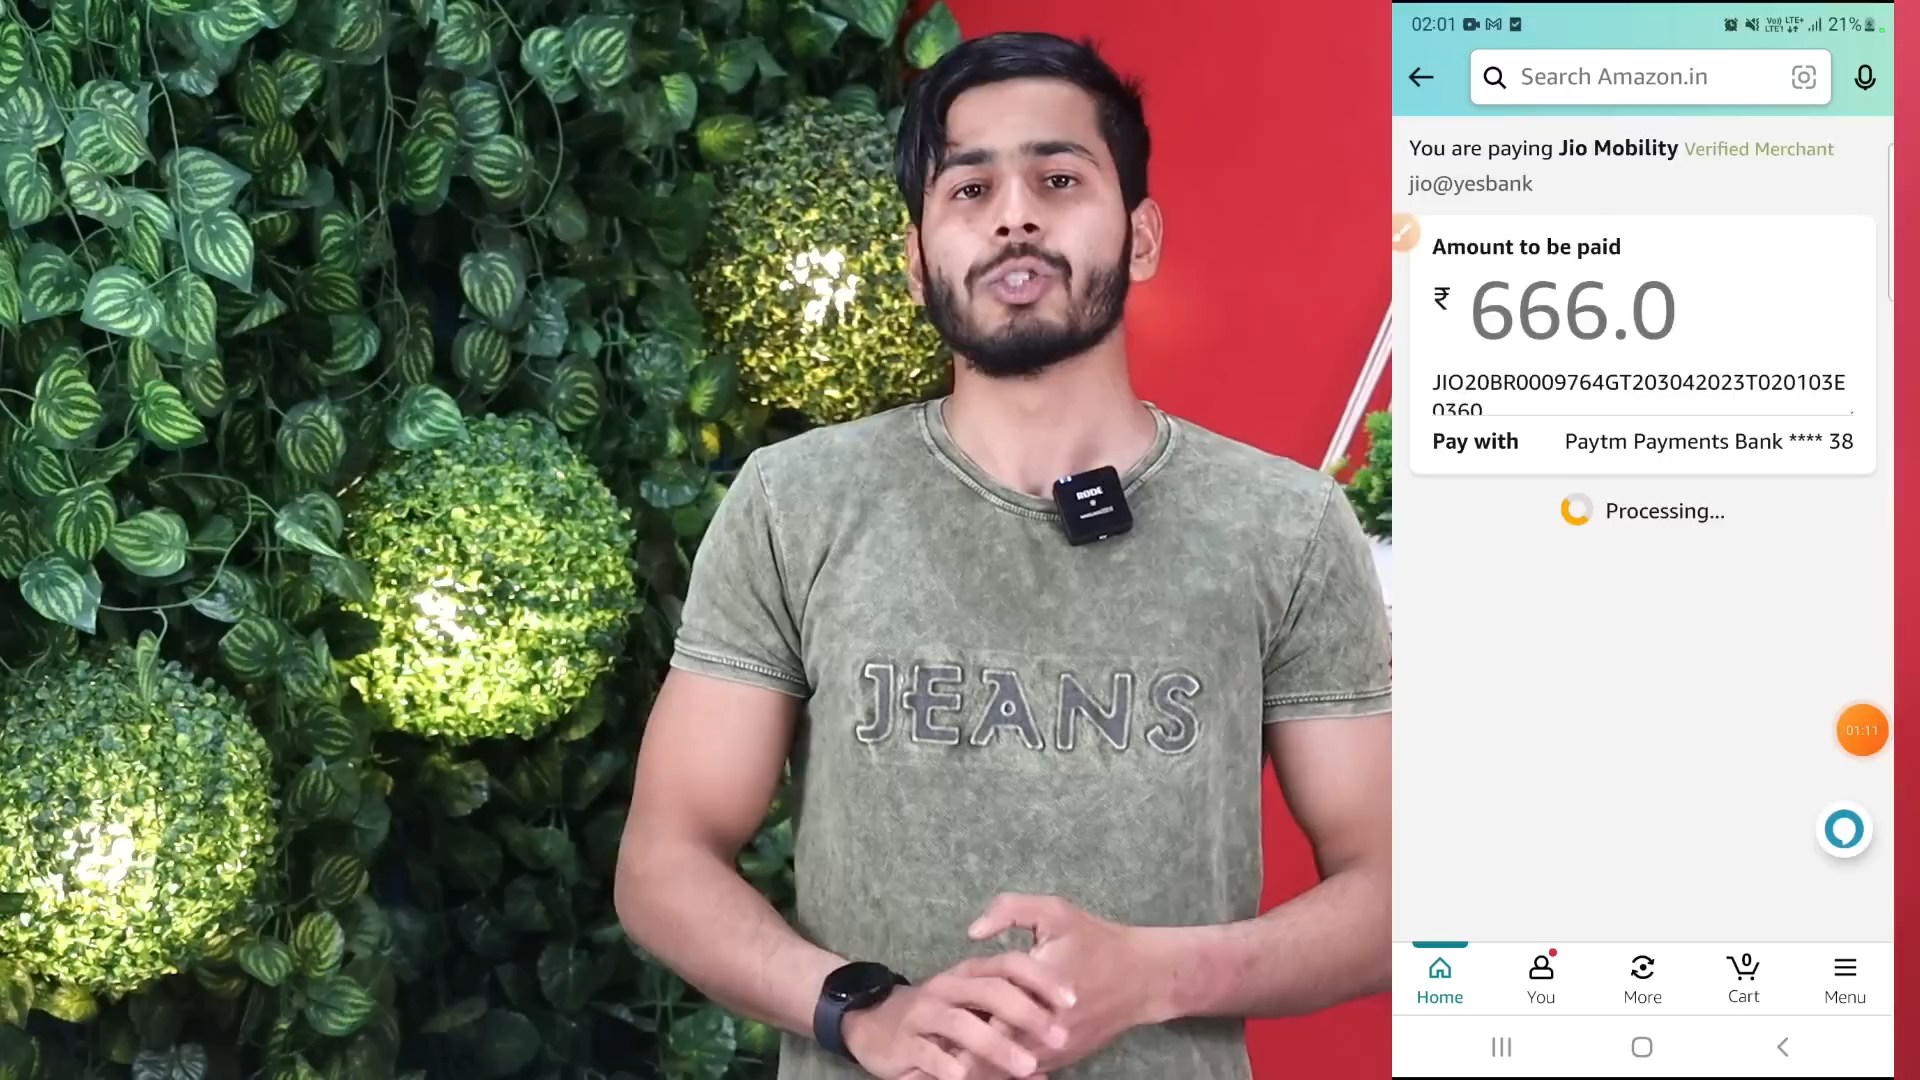 RODE
JEANS
02:01
21%
Search Amazon.in
You are paying Jio Mobility Verified Merchant
jio@yesbank
Amount to be paid
₹ 666.0
JIO20BR0009764GT203042023T020103E
0360
Pay with Paytm Payments Bank **** 38
Processing...
01:11
0
Home You More Cart Menu